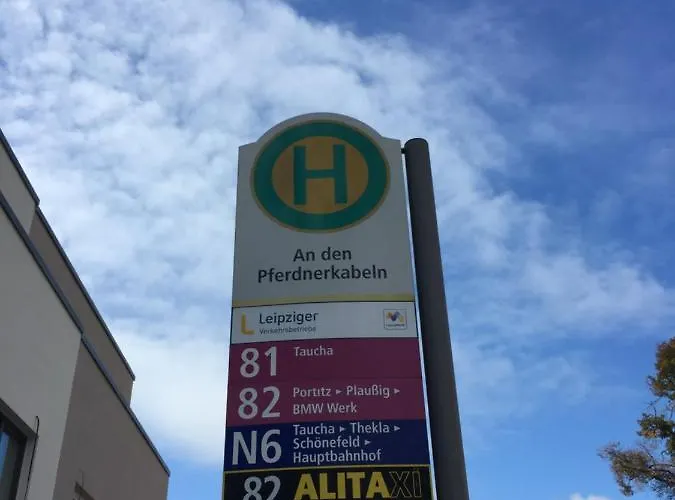 H
An den
Pferdnerkabeln
L Leipziger
Verkehrsbetriebe
81 Taucha
82 Portitz ▸ Plaußig ▸
BMW Werk
N6 Taucha ▸ Thekla ▸
Schönefeld ▸
Hauptbahnhof
82 ALITAXI